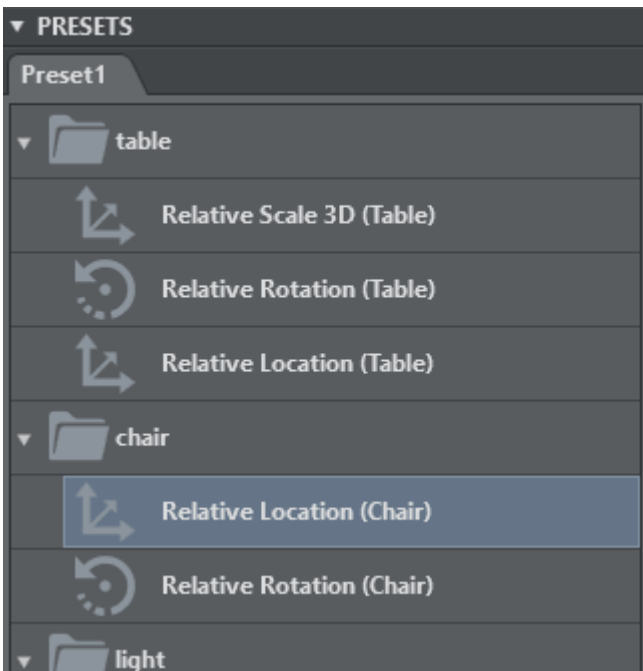 PRESETS
Preset1
table
Relative Scale 3D (Table)
Relative Rotation (Table)
Relative Location (Table)
chair
Relative Location (Chair)
Relative Rotation (Chair)
light